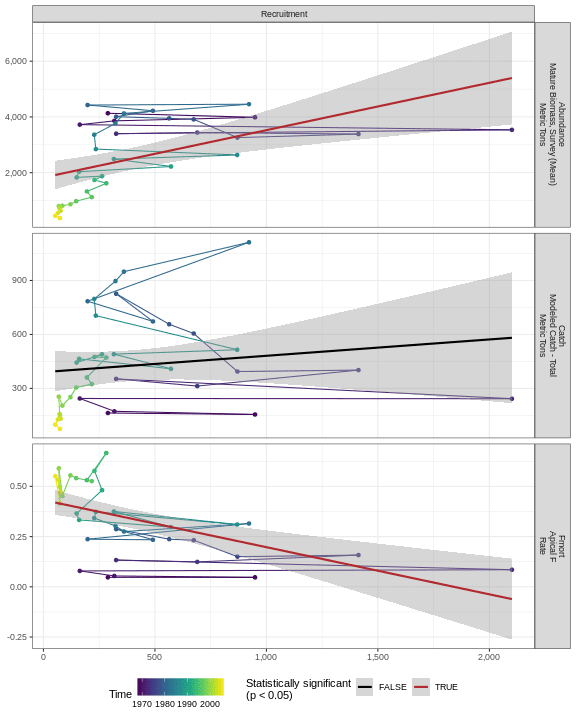 Recruitment
6,000
4,000
2,000
Abundance
Mature Biomass, Survey (Mean)
Metric Tons
900
600
300
Catch
Modeled Catch - Total
Metric Tons
0.50
0.25
0.00
-0.25
Fmort
Apical F
Rate
0 500 1,000 1,500 2,000
Time
1970 1980 1990 2000
Statistically significant
(p < 0.05)
FALSE TRUE